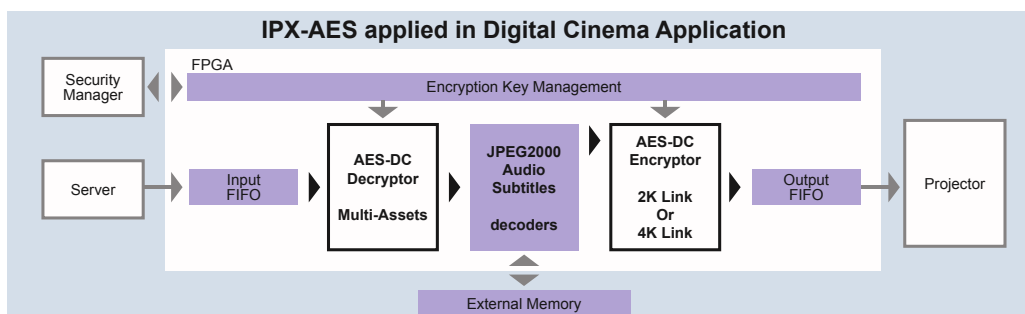 IPX-AES applied in Digital Cinema Application
FPGA
Security
Manager
Encryption Key Management
Server
Input
FIFO
AES-DC
Decryptor
Multi-Assets
JPEG2000
Audio
Subtitles
decoders
AES-DC
Encryptor
2K Link
Or
4K Link
Output
FIFO
Projector
External Memory